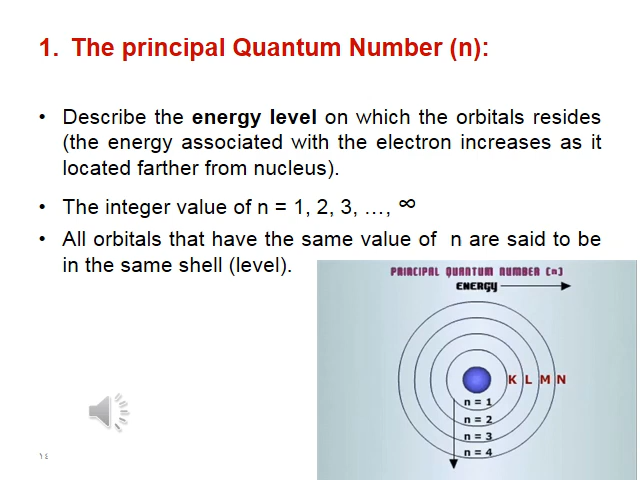 1. The principal Quantum Number (n):
• Describe the energy level on which the orbitals resides
(the energy associated with the electron increases as it
located farther from nucleus).
• The integer value of n = 1, 2, 3, …, ∞
• All orbitals that have the same value of n are said to be
in the same shell (level).
PRINCIPAL QUANTUM NUMBER (n)
ENERGY
K L M N
n = 1
n = 2
n = 3
n = 4
١٤